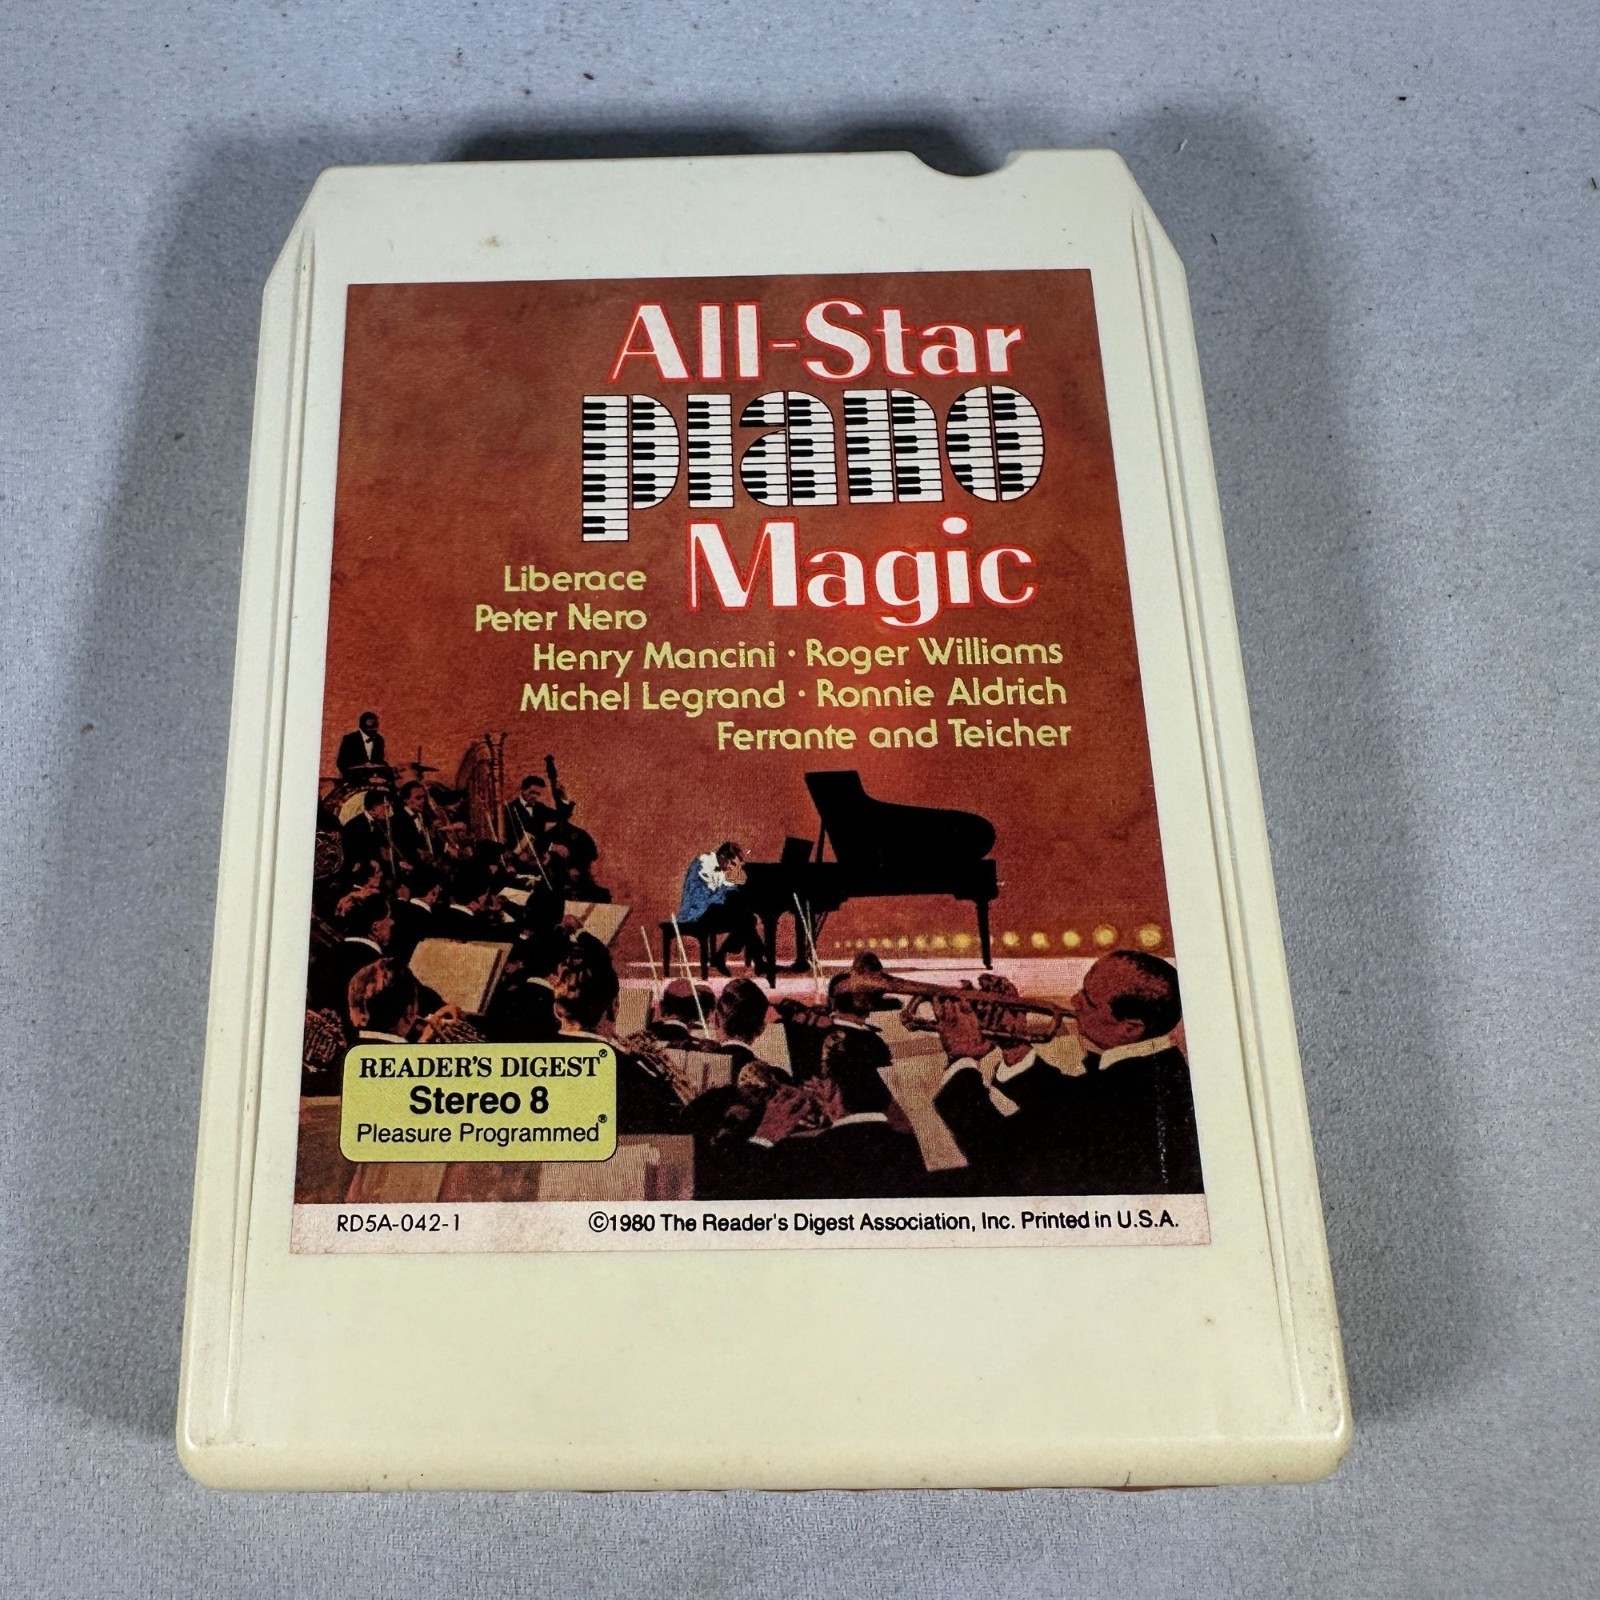 All-Star
piano
Magic
Liberace
Peter Nero
Henry Mancini · Roger Williams
Michel Legrand · Ronnie Aldrich
Ferrante and Teicher
READER'S DIGEST®
Stereo 8
Pleasure Programmed®
RD5A-042-1 ©1980 The Reader's Digest Association, Inc. Printed in U.S.A.